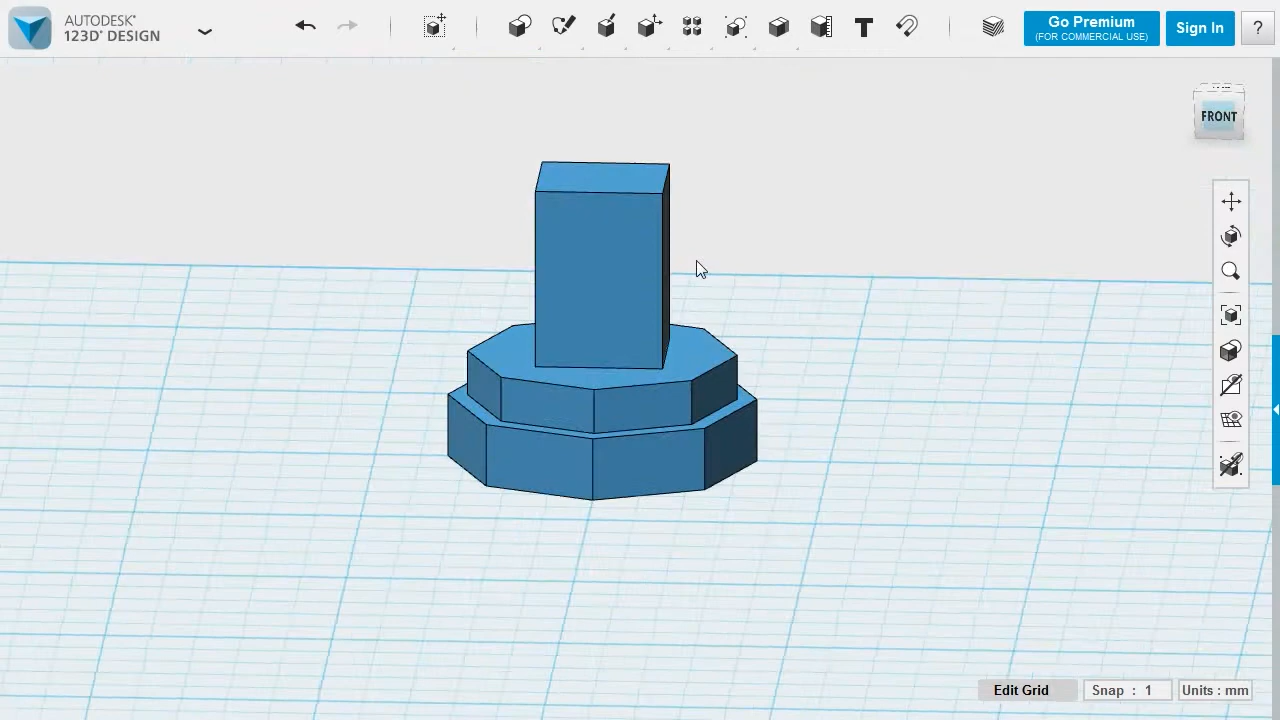 AUTODESK®
123D® DESIGN
Go Premium
(FOR COMMERCIAL USE)
Sign In
?
T
FRONT
Edit Grid
Snap : 1
Units : mm